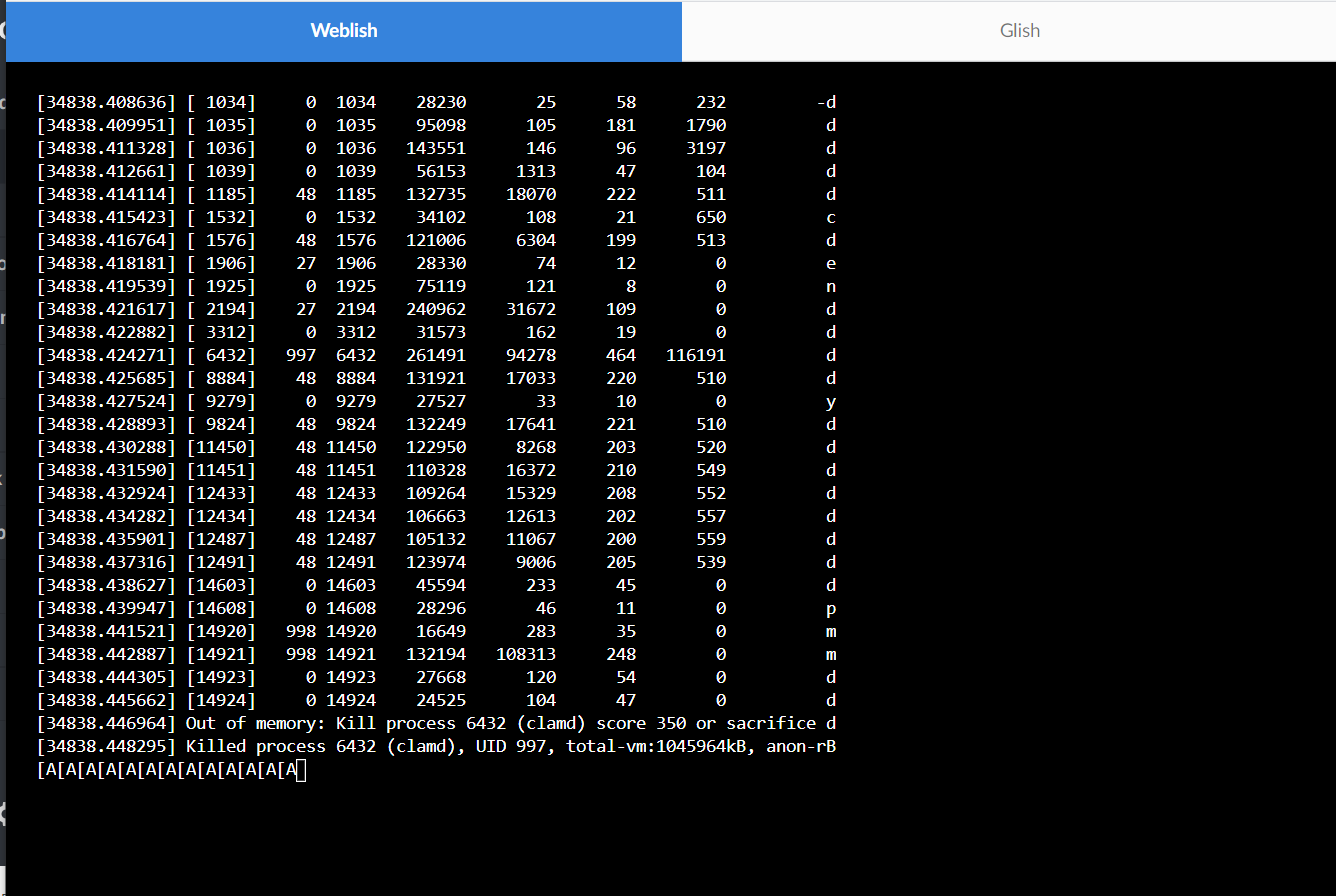 Weblish
Glish
[34838.408636] [ 1034]     0  1034    28230       25      58      232         -d
[34838.409951] [ 1035]     0  1035    95098      105     181     1790          d
[34838.411328] [ 1036]     0  1036   143551      146      96     3197          d
[34838.412661] [ 1039]     0  1039    56153     1313      47      104          d
[34838.414114] [ 1185]    48  1185   132735    18070     222      511          d
[34838.415423] [ 1532]     0  1532    34102      108      21      650          c
[34838.416764] [ 1576]    48  1576   121006     6304     199      513          d
[34838.418181] [ 1906]    27  1906    28330       74      12        0          e
[34838.419539] [ 1925]     0  1925    75119      121       8        0          n
[34838.421617] [ 2194]    27  2194   240962    31672     109        0          d
[34838.422882] [ 3312]     0  3312    31573      162      19        0          d
[34838.424271] [ 6432]   997  6432   261491    94278     464   116191          d
[34838.425685] [ 8884]    48  8884   131921    17033     220      510          d
[34838.427524] [ 9279]     0  9279    27527       33      10        0          y
[34838.428893] [ 9824]    48  9824   132249    17641     221      510          d
[34838.430288] [11450]    48 11450   122950     8268     203      520          d
[34838.431590] [11451]    48 11451   110328    16372     210      549          d
[34838.432924] [12433]    48 12433   109264    15329     208      552          d
[34838.434282] [12434]    48 12434   106663    12613     202      557          d
[34838.435901] [12487]    48 12487   105132    11067     200      559          d
[34838.437316] [12491]    48 12491   123974     9006     205      539          d
[34838.438627] [14603]     0 14603    45594      233      45        0          d
[34838.439947] [14608]     0 14608    28296       46      11        0          p
[34838.441521] [14920]   998 14920    16649      283      35        0          m
[34838.442887] [14921]   998 14921   132194   108313     248        0          m
[34838.444305] [14923]     0 14923    27668      120      54        0          d
[34838.445662] [14924]     0 14924    24525      104      47        0          d
[34838.446964] Out of memory: Kill process 6432 (clamd) score 350 or sacrifice d
[34838.448295] Killed process 6432 (clamd), UID 997, total-vm:1045964kB, anon-rB
[A[A[A[A[A[A[A[A[A[A[A[A[A